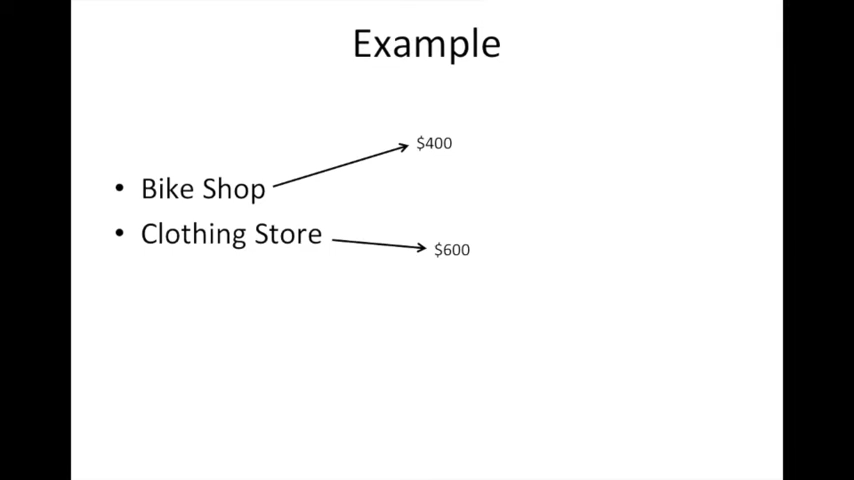 Example
$400
• Bike Shop
• Clothing Store
$600